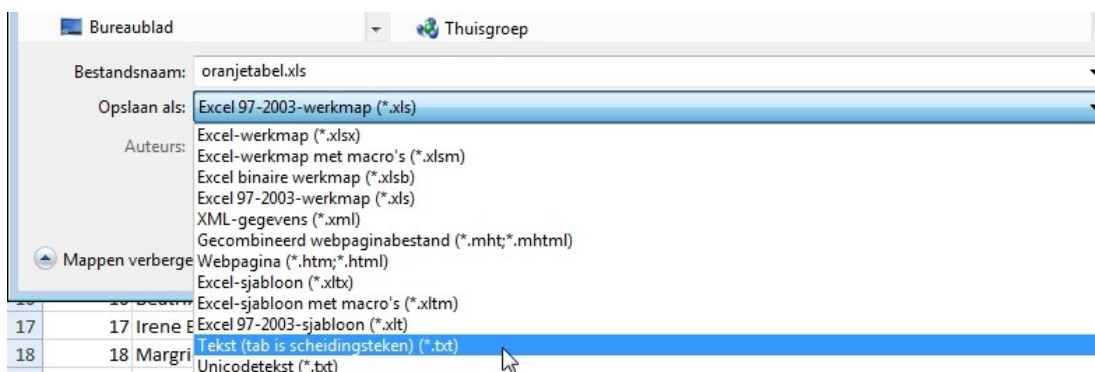 Bureaublad Thuisgroep
Bestandsnaam: oranjetabel.xls
Opslaan als: Excel 97-2003-werkmap (*.xls)
Auteurs:
Excel-werkmap (*.xlsx)
Excel-werkmap met macro's (*.xlsm)
Excel binaire werkmap (*.xlsb)
Excel 97-2003-werkmap (*.xls)
XML-gegevens (*.xml)
Gecombineerd webpaginabestand (*.mht;*.mhtml)
Mappen verberge Webpagina (*.htm;*.html)
Excel-sjabloon (*.xltx)
Excel-sjabloon met macro's (*.xltm)
17 17 Irene E Excel 97-2003-sjabloon (*.xlt)
18 18 Margri Tekst (tab is scheidingsteken) (*.txt)
Unicodetekst (*.txt)